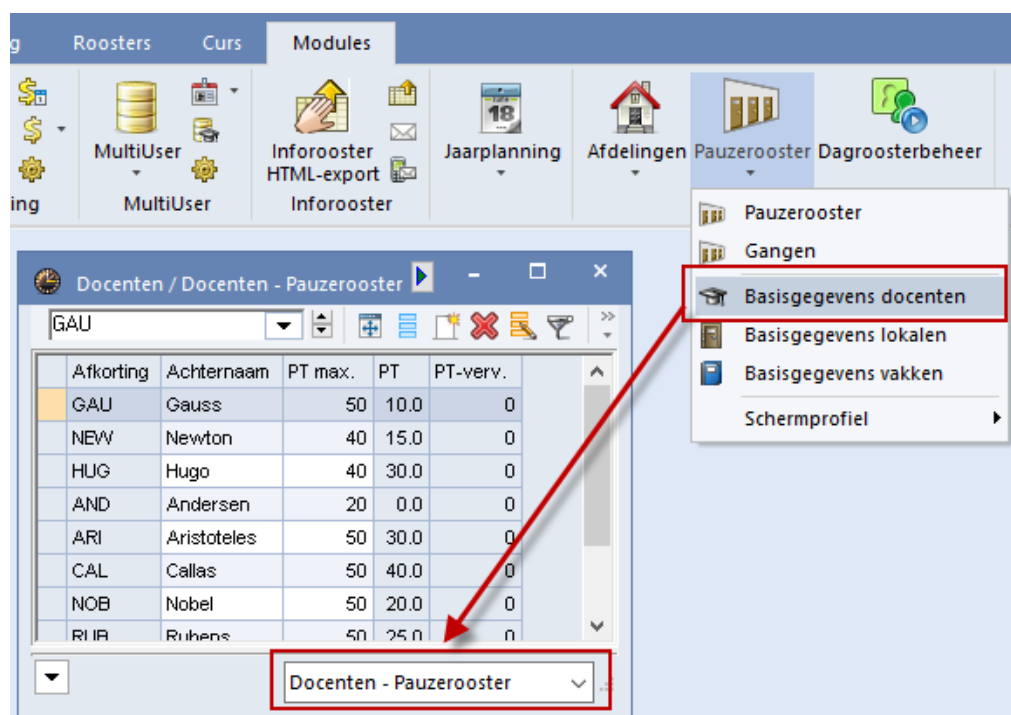 g Roosters Curs Modules
18
MultiUser Inforooster Jaarplanning Afdelingen Pauzerooster Dagroosterbeheer
HTML-export
ing MultiUser Inforooster
Pauzerooster
Gangen
Basisgegevens docenten
Basisgegevens lokalen
Basisgegevens vakken
Schermprofiel
Docenten / Docenten - Pauzerooster
GAU
Afkorting Achternaam PT max. PT PT-verv.
GAU Gauss 50 10.0 0
NEW Newton 40 15.0 0
HUG Hugo 40 30.0 0
AND Andersen 20 0.0 0
ARI Aristoteles 50 30.0 0
CAL Callas 50 40.0 0
NOB Nobel 50 20.0 0
RUB Rubens 50 25.0 0
Docenten - Pauzerooster